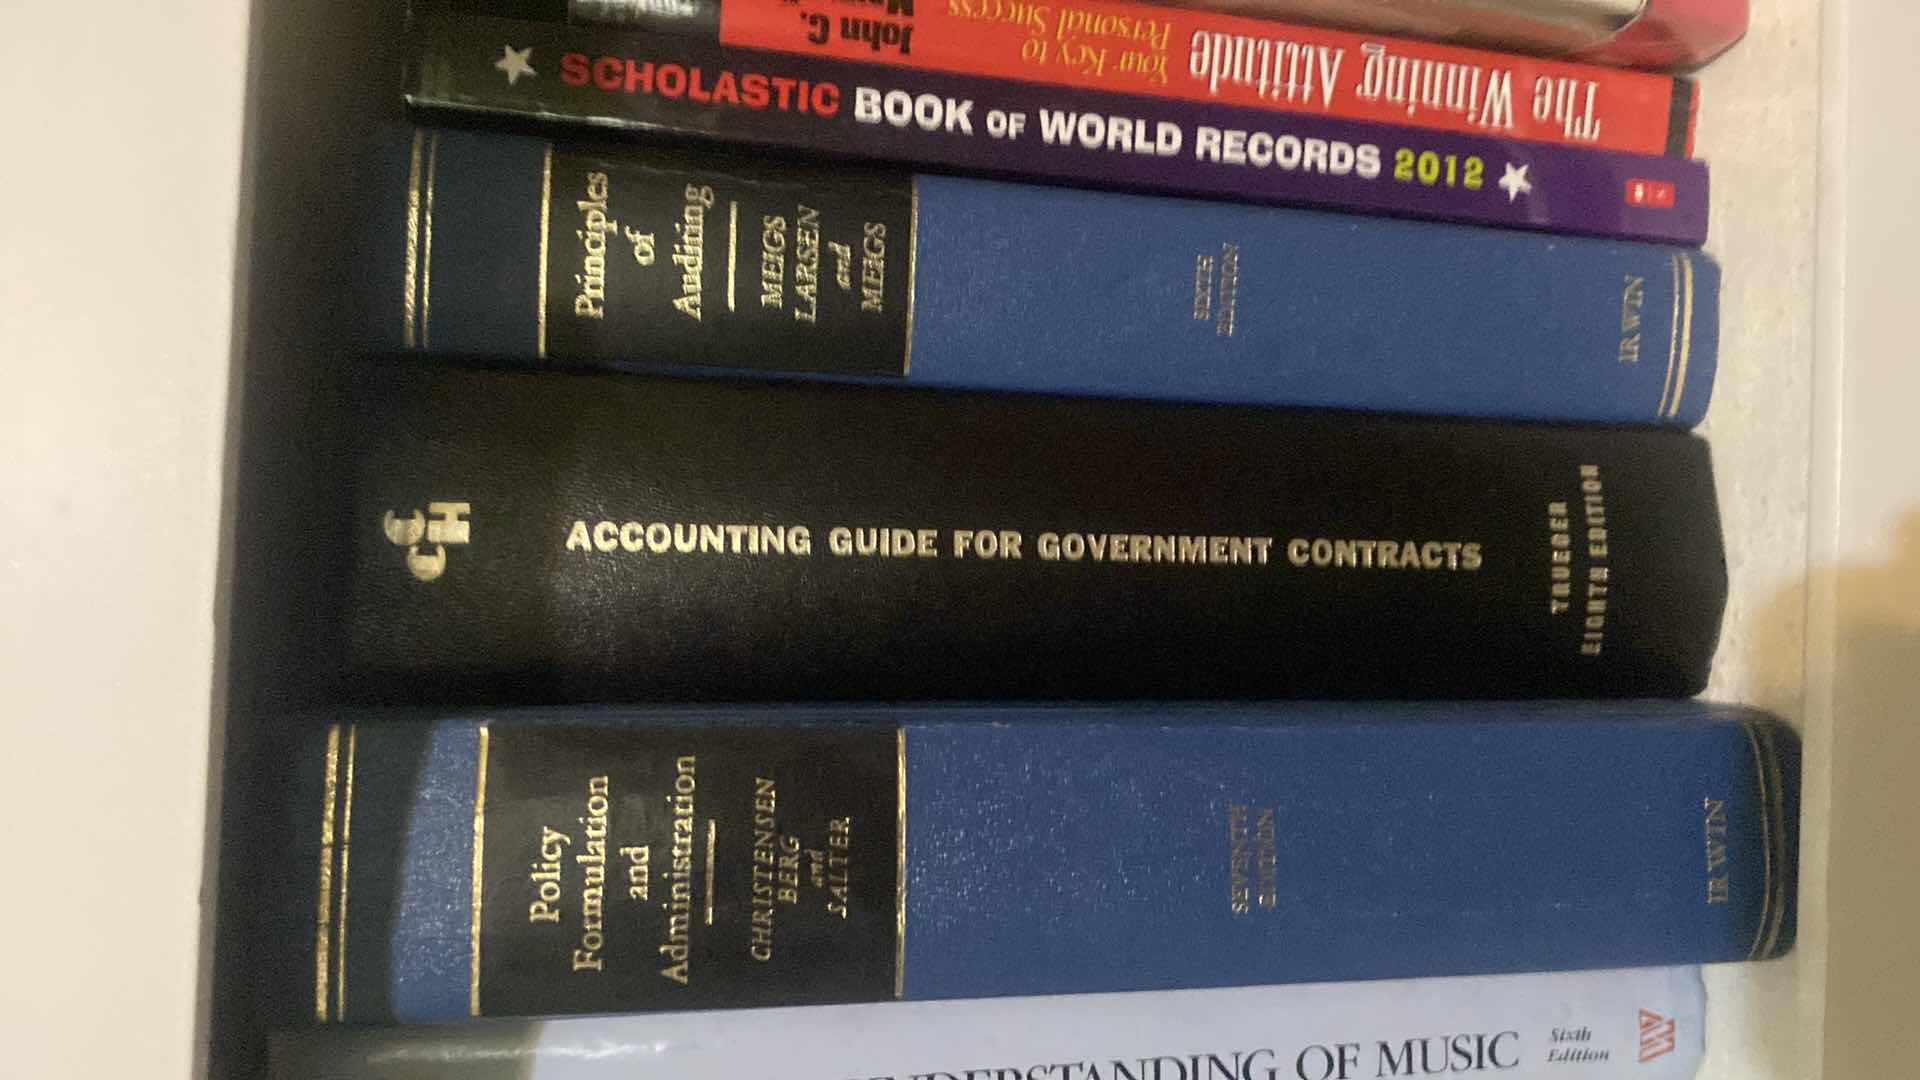 The Winning Attitude
Your Key to
Personal Success
John C.
SCHOLASTIC BOOK OF WORLD RECORDS 2012
Principles
of
Auditing
MEIGS
LARSEN
and
MEIGS
SIXTH
EDITION
IRWIN
CCH
ACCOUNTING GUIDE FOR GOVERNMENT CONTRACTS
TRUEGER
EIGHTH EDITION
Policy
Formulation
and
Administration
CHRISTENSEN
BERG
and
SALTER
SEVENTH
EDITION
IRWIN
OF MUSIC
Sixth
Edition
W